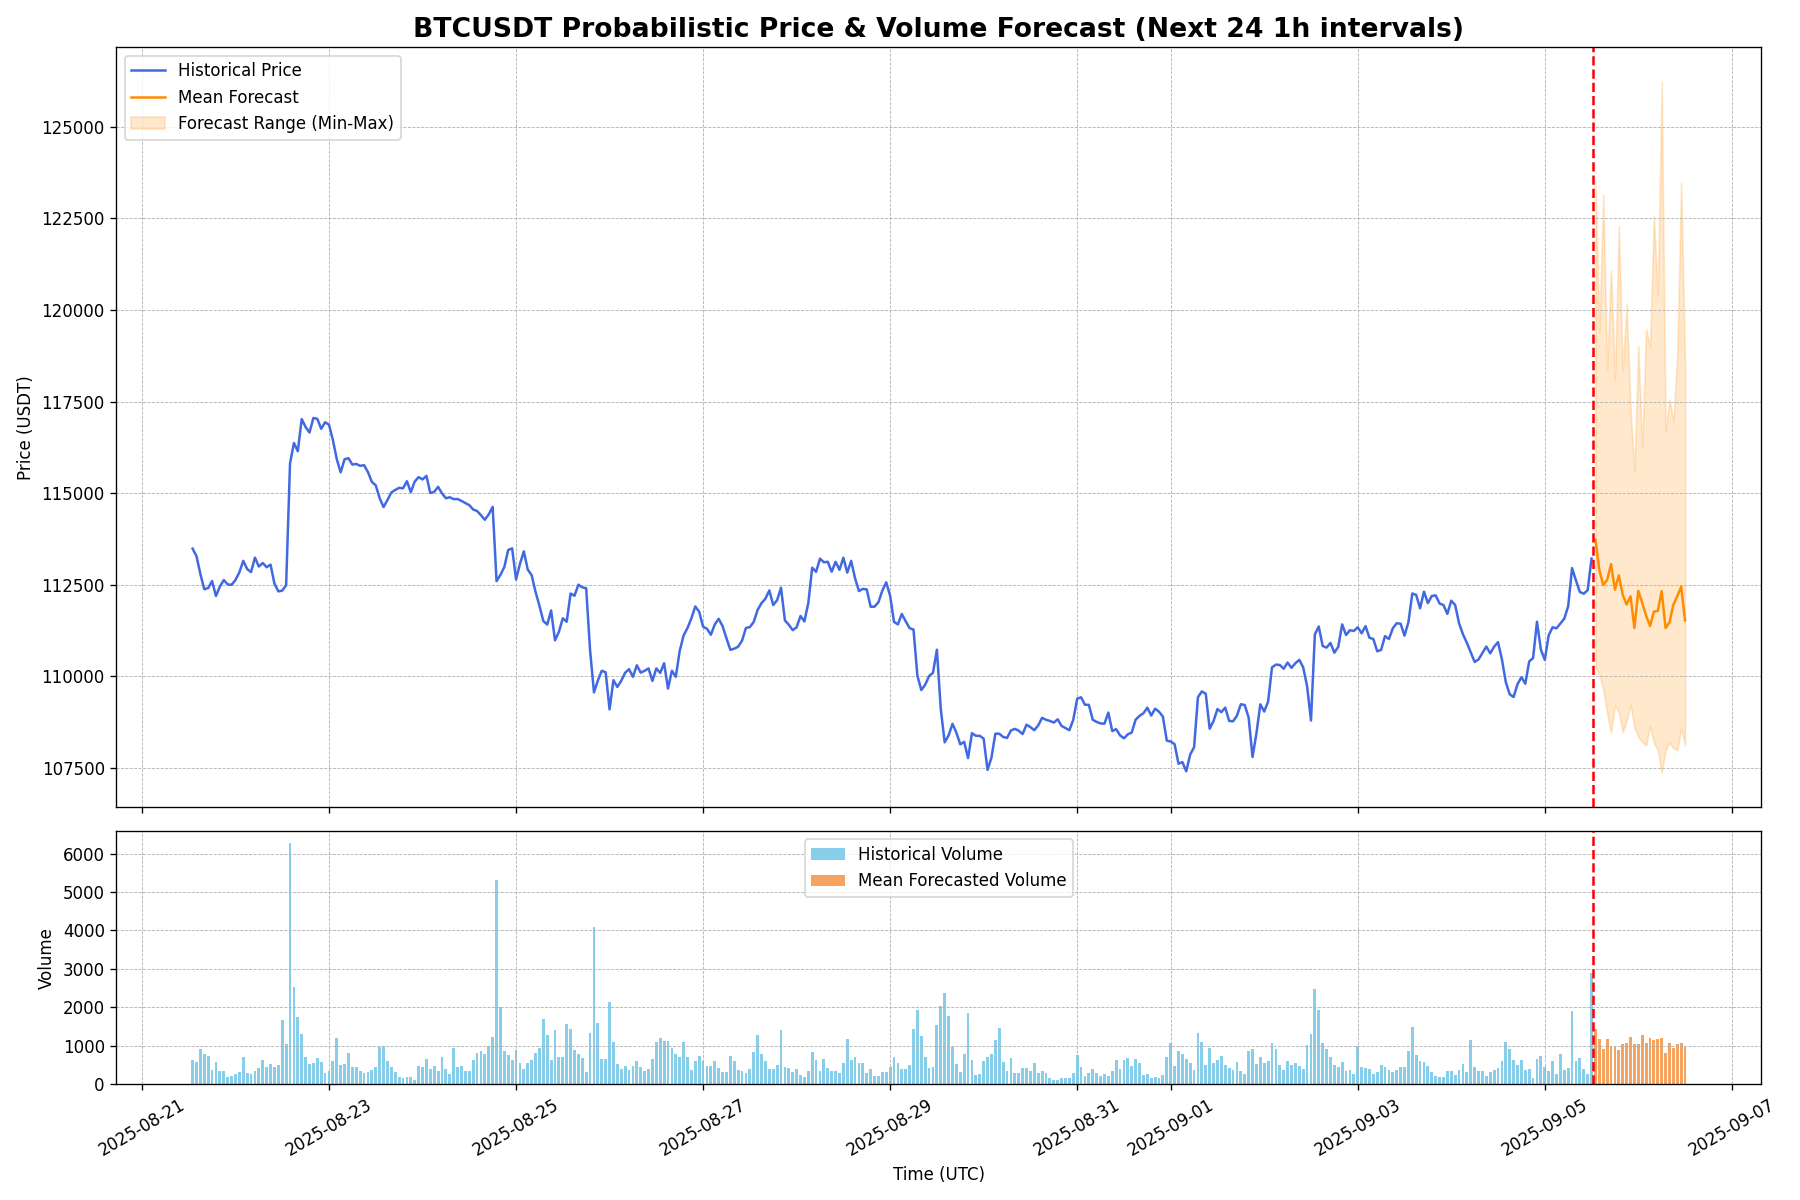 BTCUSDT Probabilistic Price & Volume Forecast (Next 24 1h intervals)
Historical Price
Mean Forecast
Forecast Range (Min-Max)
Price (USDT)
125000
122500
120000
117500
115000
112500
110000
107500
Historical Volume
Mean Forecasted Volume
Volume
6000
5000
4000
3000
2000
1000
0
2025-08-21
2025-08-23
2025-08-25
2025-08-27
2025-08-29
2025-08-31
2025-09-01
2025-09-03
2025-09-05
2025-09-07
Time (UTC)